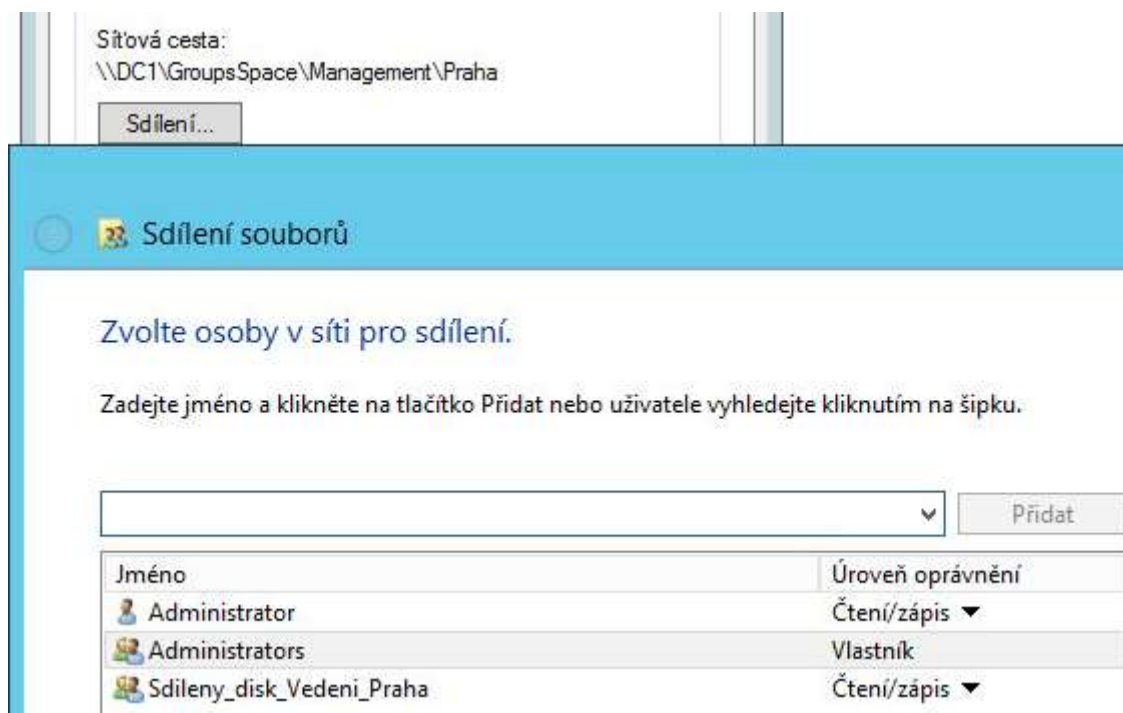 Síťová cesta:
\\DC1\GroupsSpace\Management\Praha
Sdílení...
Sdílení souborů
Zvolte osoby v síti pro sdílení.
Zadejte jméno a klikněte na tlačítko Přidat nebo uživatele vyhledejte kliknutím na šipku.
Přidat
Jméno Úroveň oprávnění
Administrator Čtení/zápis
Administrators Vlastník
Sdileny_disk_Vedeni_Praha Čtení/zápis